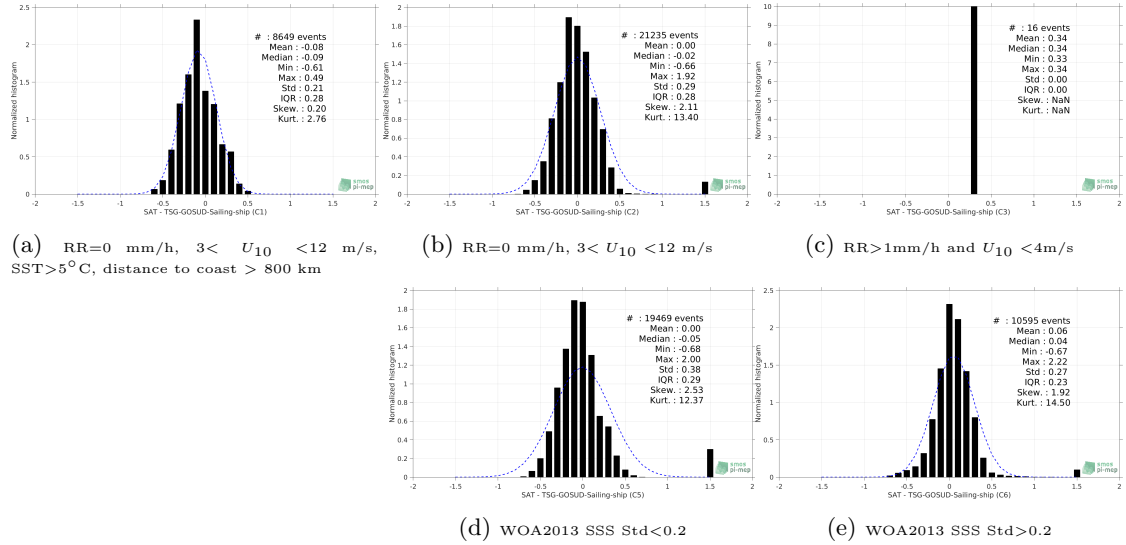 2.5
2
1.5
1
0.5
0
-2 -1.5 -1 -0.5 0 0.5 1 1.5 2
Normalized histogram
SAT - TSG-GOSUD-Sailing-ship (C1)
# : 8649 events
Mean : -0.08
Median : -0.09
Min : -0.61
Max : 0.49
Std : 0.21
IQR : 0.28
Skew. : 0.20
Kurt. : 2.76
smos
pi-mep
(a) RR=0 mm/h, 3< U10 <12 m/s,
SST>5°C, distance to coast > 800 km
2
1.8
1.6
1.4
1.2
1
0.8
0.6
0.4
0.2
0
-2 -1.5 -1 -0.5 0 0.5 1 1.5 2
Normalized histogram
SAT - TSG-GOSUD-Sailing-ship (C2)
# : 21235 events
Mean : 0.00
Median : -0.02
Min : -0.66
Max : 1.92
Std : 0.29
IQR : 0.28
Skew. : 2.11
Kurt. : 13.40
smos
pi-mep
(b) RR=0 mm/h, 3< U10 <12 m/s
10
9
8
7
6
5
4
3
2
1
0
-2 -1.5 -1 -0.5 0 0.5 1 1.5 2
Normalized histogram
SAT - TSG-GOSUD-Sailing-ship (C3)
# : 16 events
Mean : 0.34
Median : 0.34
Min : 0.33
Max : 0.34
Std : 0.00
IQR : 0.00
Skew. : NaN
Kurt. : NaN
smos
pi-mep
(c) RR>1mm/h and U10 <4m/s
2
1.8
1.6
1.4
1.2
1
0.8
0.6
0.4
0.2
0
-2 -1.5 -1 -0.5 0 0.5 1 1.5 2
Normalized histogram
SAT - TSG-GOSUD-Sailing-ship (C5)
# : 19469 events
Mean : 0.00
Median : -0.05
Min : -0.68
Max : 2.00
Std : 0.38
IQR : 0.29
Skew. : 2.53
Kurt. : 12.37
smos
pi-mep
(d) WOA2013 SSS Std<0.2
2.5
2
1.5
1
0.5
0
-2 -1.5 -1 -0.5 0 0.5 1 1.5 2
Normalized histogram
SAT - TSG-GOSUD-Sailing-ship (C6)
# : 10595 events
Mean : 0.06
Median : 0.04
Min : -0.67
Max : 2.22
Std : 0.27
IQR : 0.23
Skew. : 1.92
Kurt. : 14.50
smos
pi-mep
(e) WOA2013 SSS Std>0.2